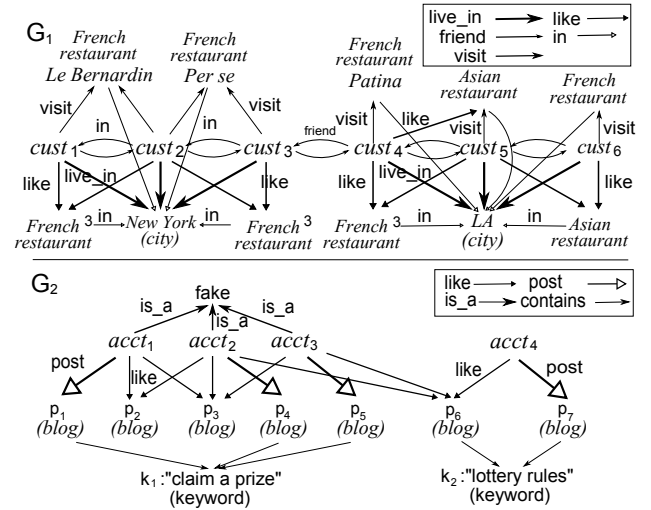 G1
live_in like
friend in
visit
French restaurant Le Bernardin
French restaurant Per se
French restaurant Patina
Asian restaurant
French restaurant
visit in in visit visit like visit visit
cust1 cust2 cust3 friend cust4 cust5 cust6
like live_in like like live_in like
French 3 restaurant in New York (city) in French 3 restaurant
French 3 restaurant in LA (city) in Asian restaurant
G2
like post
is_a contains
fake
is_a is_a is_a
acct1 acct2 acct3 acct4
post like like post
p1 p2 p3 p4 p5 p6 p7
(blog) (blog) (blog) (blog) (blog) (blog) (blog)
k1:"claim a prize" k2:"lottery rules"
(keyword) (keyword)